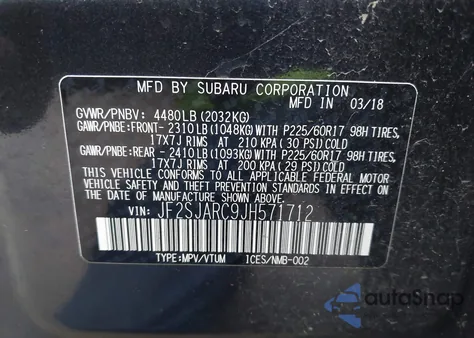 MFD BY SUBARU CORPORATION
MFD IN 03/18
GVWR/PNBV: 4480LB (2032KG)
GAWR/PNBE:FRONT- 2310LB (1048KG)WITH P225/60R17 98H TIRES,
17X7J RIMS AT 210 KPA (30 PSI) COLD
GAWR/PNBE:REAR -2410LB (1093KG)WITH P225/60R17 98H TIRES,
17X7J RIMS AT 200 KPA (29 PSI) COLD
THIS VEHICLE CONFORMS TO ALL APPLICABLE FEDERAL MOTOR
VEHICLE SAFETY AND THEFT PREVENTION STANDARDS IN EFFECT ON
THE DATE OF MANUFACTURE SHOWN ABOVE
VIN: JF2SJARC9JH571712
TYPE:MPV/VTUM 1CES/NMB-002
autoSnap